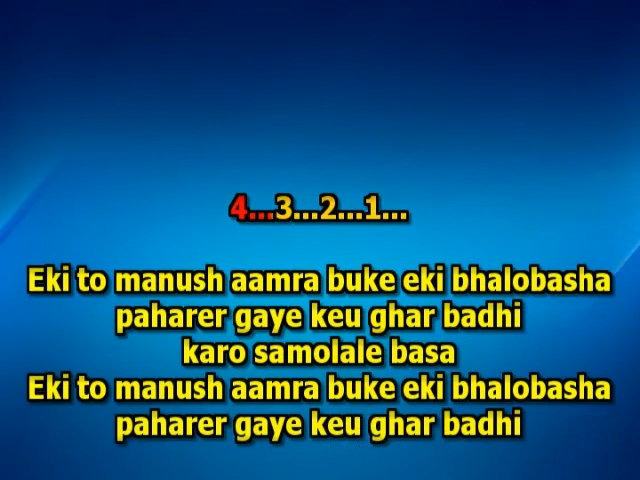 4...3...2...1...
Eki to manush aamra buke eki bhalobasha
paharer gaye keu ghar badhi
karo samolale basa
Eki to manush aamra buke eki bhalobasha
paharer gaye keu ghar badhi